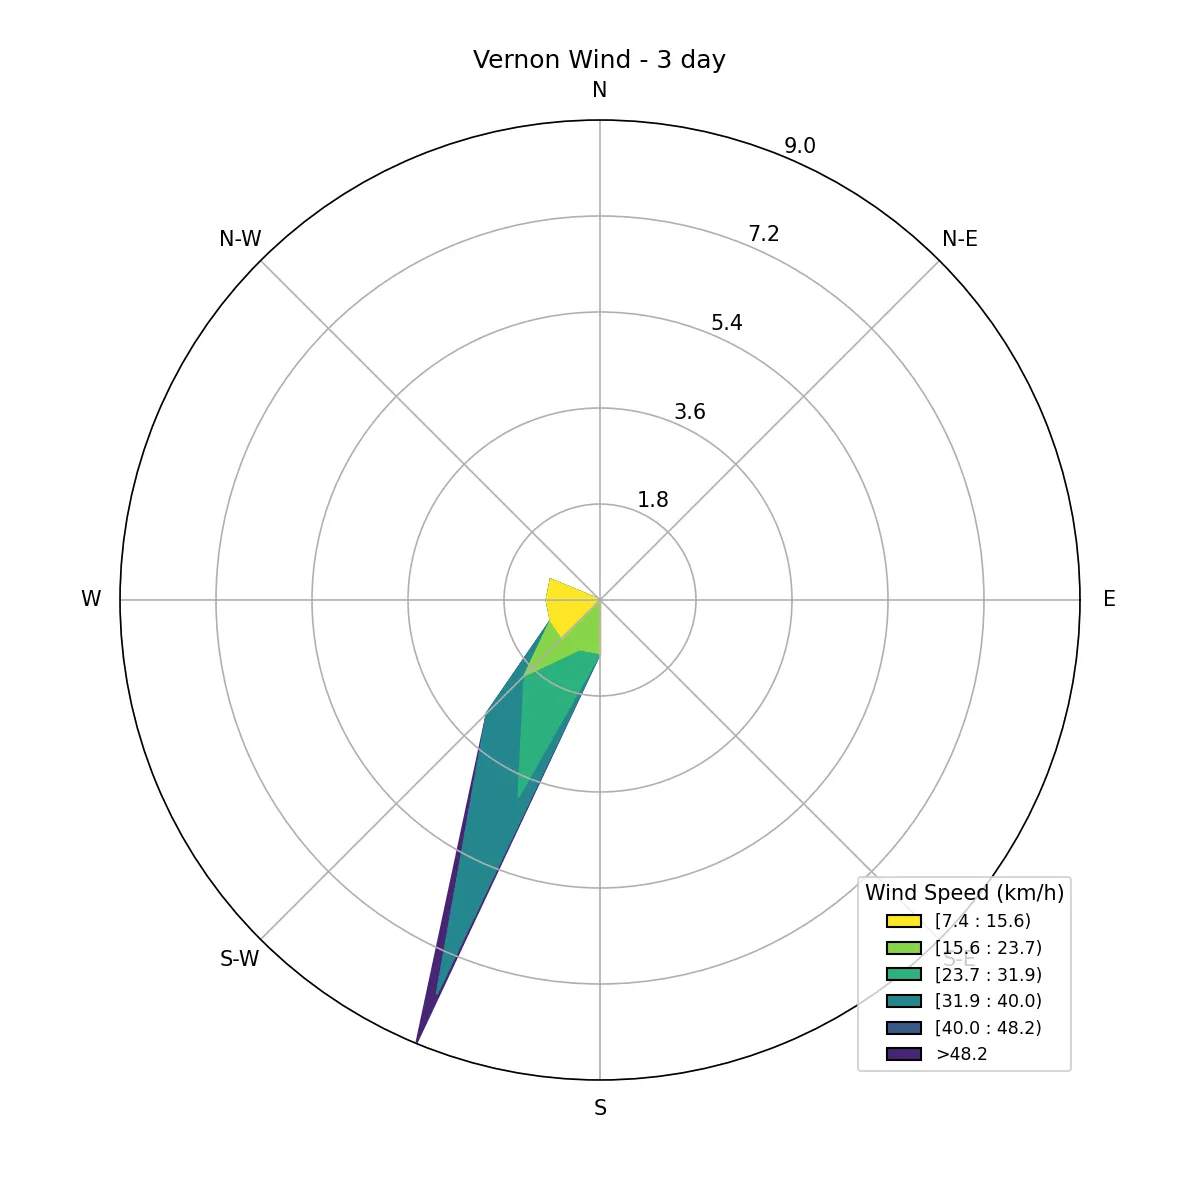 Vernon Wind - 3 day
N
9.0
N-W
7.2
N-E
5.4
3.6
1.8
W
E
S-W
S-E
S
Wind Speed (km/h)
[7.4 : 15.6)
[15.6 : 23.7)
[23.7 : 31.9)
[31.9 : 40.0)
[40.0 : 48.2)
>48.2